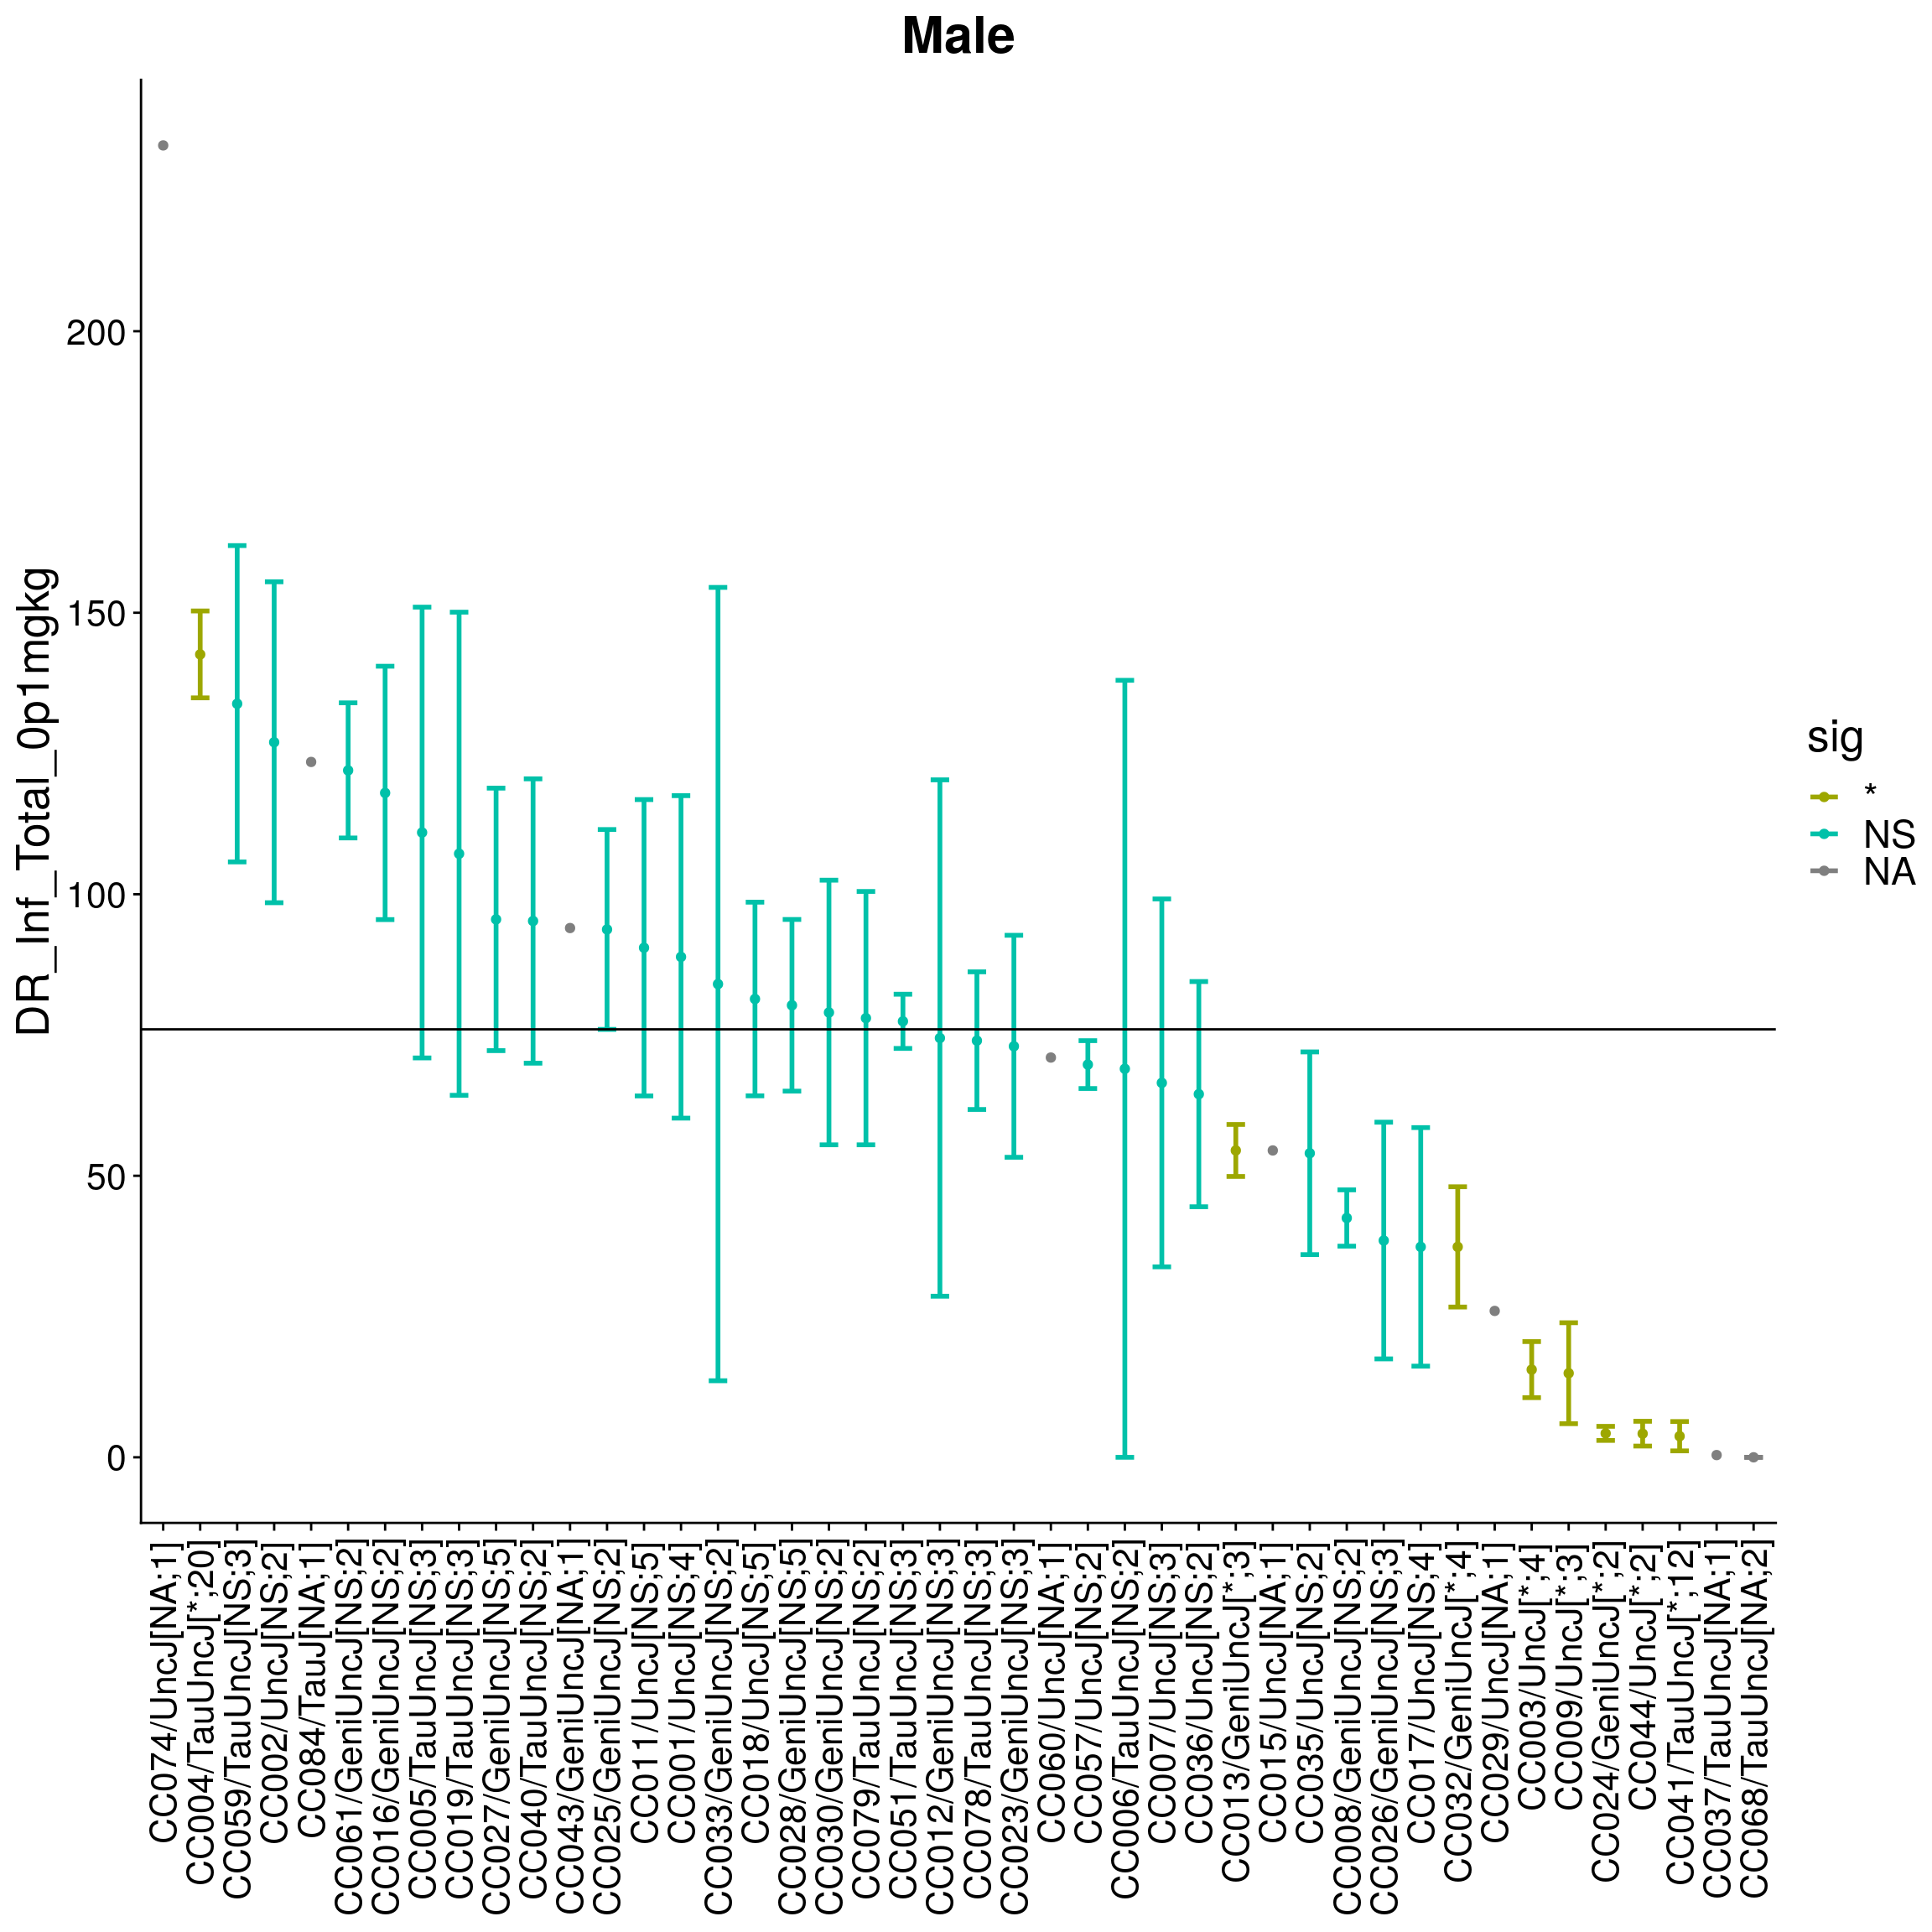 Male
DR_Inf_Total_0p1mgkg
200
150
100
50
0
sig
*
NS
NA
CC074/UncJ[NA;1]
CC004/TauUncJ[*;20]
CC059/TauUncJ[NS;3]
CC002/UncJ[NS;2]
CC084/TauJ[NA;1]
CC061/GeniUncJ[NS;2]
CC016/GeniUncJ[NS;2]
CC005/TauUncJ[NS;3]
CC019/TauUncJ[NS;3]
CC027/GeniUncJ[NS;5]
CC040/TauUncJ[NS;2]
CC043/GeniUncJ[NA;1]
CC025/GeniUncJ[NS;2]
CC011/UncJ[NS;5]
CC001/UncJ[NS;4]
CC033/GeniUncJ[NS;2]
CC018/UncJ[NS;5]
CC028/GeniUncJ[NS;5]
CC030/GeniUncJ[NS;2]
CC079/TauUncJ[NS;2]
CC051/TauUncJ[NS;3]
CC012/GeniUncJ[NS;3]
CC078/TauUncJ[NS;3]
CC023/GeniUncJ[NS;3]
CC060/UncJ[NA;1]
CC057/UncJ[NS;2]
CC006/TauUncJ[NS;2]
CC007/UncJ[NS;3]
CC036/UncJ[NS;2]
CC013/GeniUncJ[*;3]
CC015/UncJ[NA;1]
CC035/UncJ[NS;2]
CC008/GeniUncJ[NS;2]
CC026/GeniUncJ[NS;3]
CC017/UncJ[NS;4]
CC032/GeniUncJ[*;4]
CC029/UncJ[NA;1]
CC003/UncJ[*;4]
CC009/UncJ[*;3]
CC024/GeniUncJ[*;2]
CC044/UncJ[*;2]
CC041/TauUncJ[*;12]
CC037/TauUncJ[NA;1]
CC068/TauUncJ[NA;2]